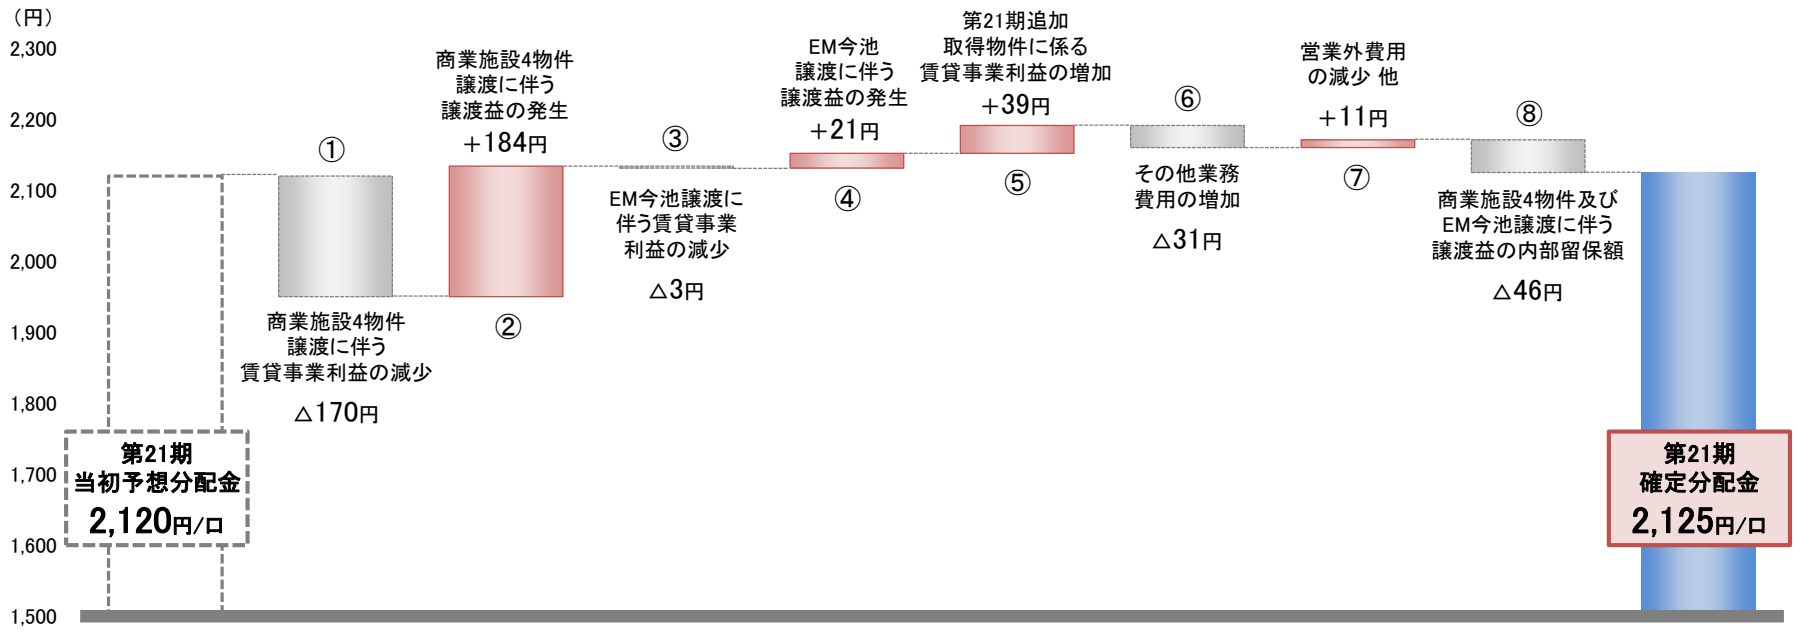 （円）
2,300
2,200
2,100
2,000
1,900
1,800
1,700
1,600
1,500
第21期
当初予想分配金
2,120円/口
①
商業施設4物件
譲渡に伴う
賃貸事業利益の減少
△170円
商業施設4物件
譲渡に伴う
譲渡益の発生
＋184円
②
③
EM今池譲渡に
伴う賃貸事業
利益の減少
△3円
EM今池
譲渡に伴う
譲渡益の発生
＋21円
④
第21期追加
取得物件に係る
賃貸事業利益の増加
＋39円
⑤
⑥
その他業務
費用の増加
△31円
営業外費用
の減少 他
＋11円
⑦
⑧
商業施設4物件及び
EM今池譲渡に伴う
譲渡益の内部留保額
△46円
第21期
確定分配金
2,125円/口